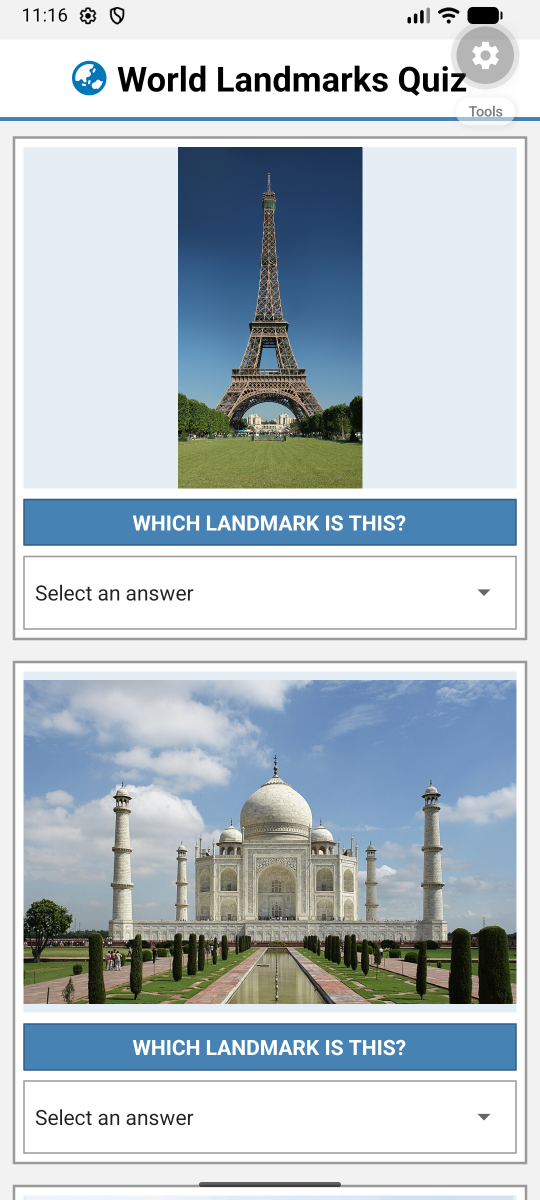 11:16
World Landmarks Quiz
Tools
WHICH LANDMARK IS THIS?
Select an answer
WHICH LANDMARK IS THIS?
Select an answer